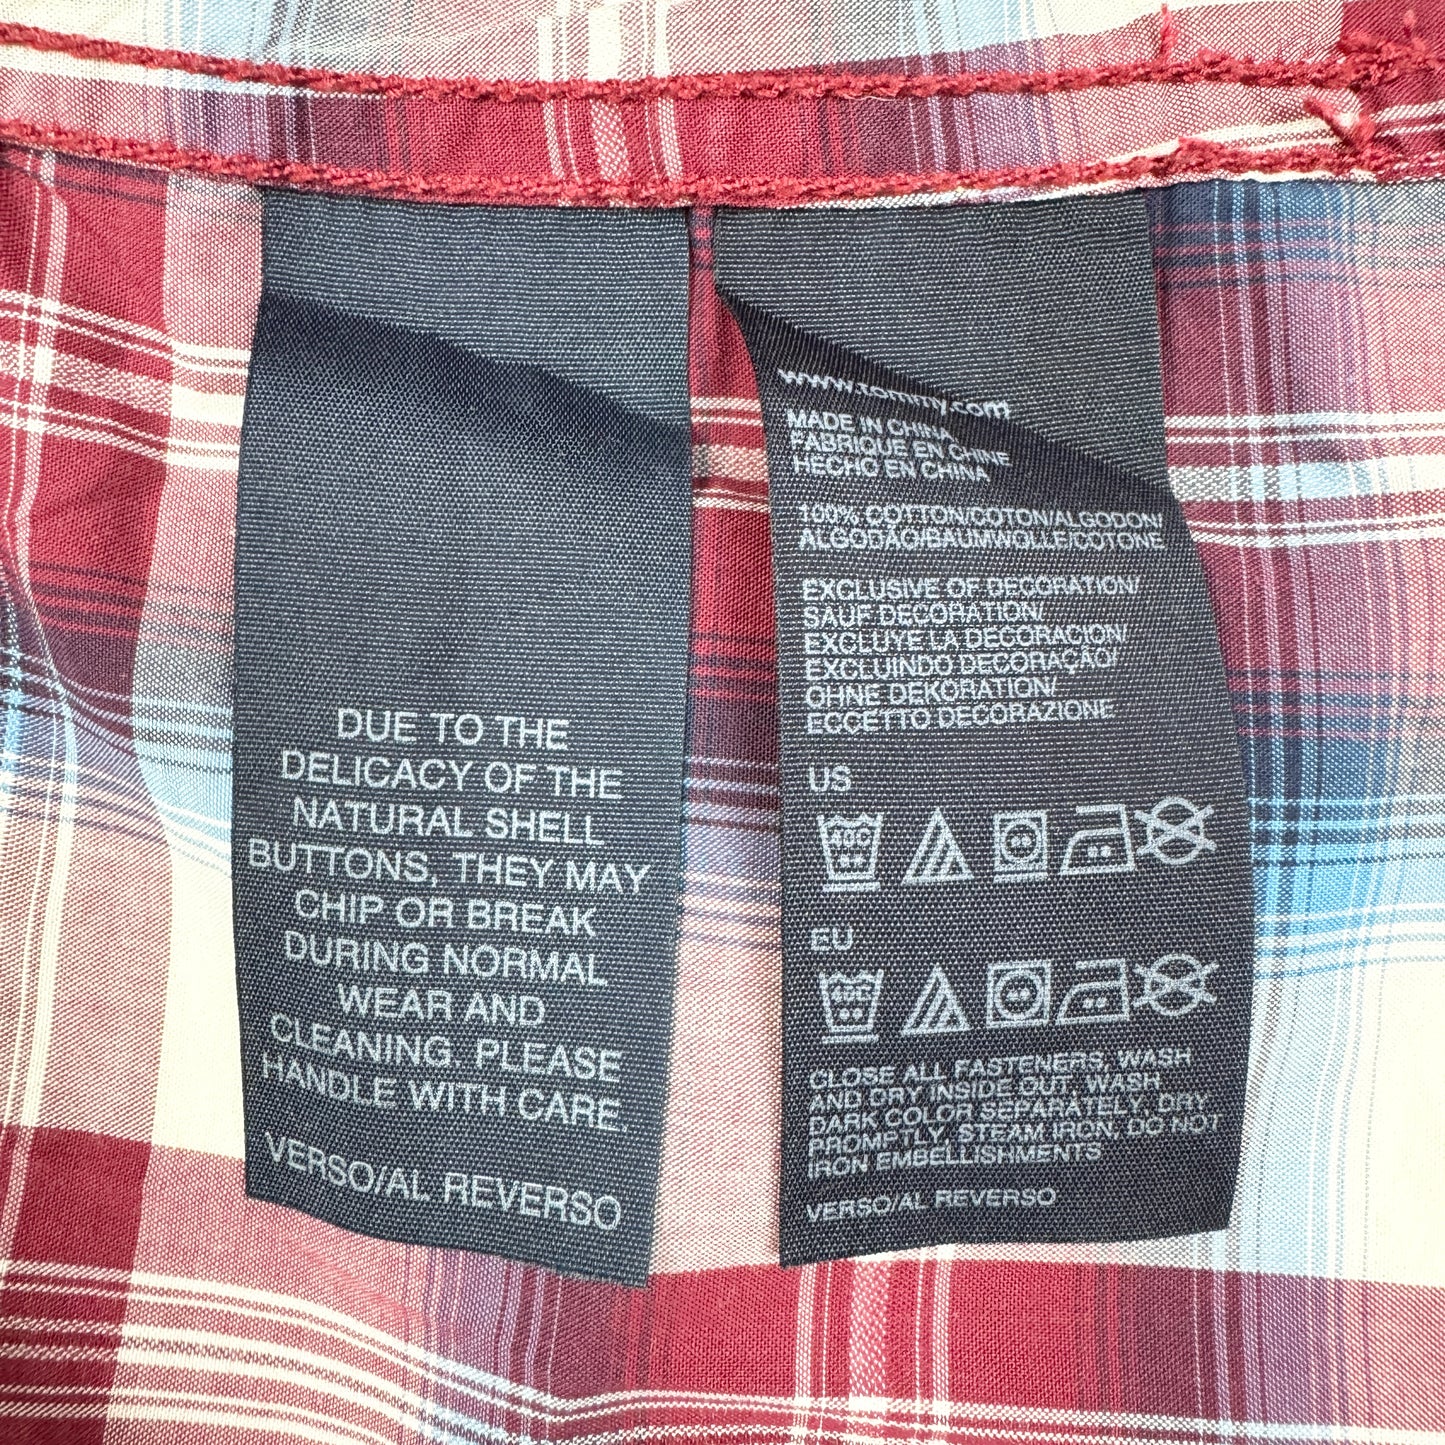 DUE TO THE
DELICACY OF THE
NATURAL SHELL
BUTTONS, THEY MAY
CHIP OR BREAK
DURING NORMAL
WEAR AND
CLEANING. PLEASE
HANDLE WITH CARE.
VERSO/AL REVERSO
www.tommy.com
MADE IN CHINA
FABRIQUE EN CHINE
HECHO EN CHINA
100% COTTON/COTON/ALGODON/
ALGODAO/BAUMWOLLE/COTONE
EXCLUSIVE OF DECORATION/
SAUF DECORATION/
EXCLUYE LA DECORACION/
EXCLUINDO DECORAÇÃO/
OHNE DEKORATION/
ECCETTO DECORAZIONE
US
40C
EU
40C
CLOSE ALL FASTENERS, WASH
AND DRY INSIDE OUT, WASH
DARK COLOR SEPARATELY, DRY
PROMPTLY, STEAM IRON, DO NOT
IRON EMBELLISHMENTS
VERSO/AL REVERSO